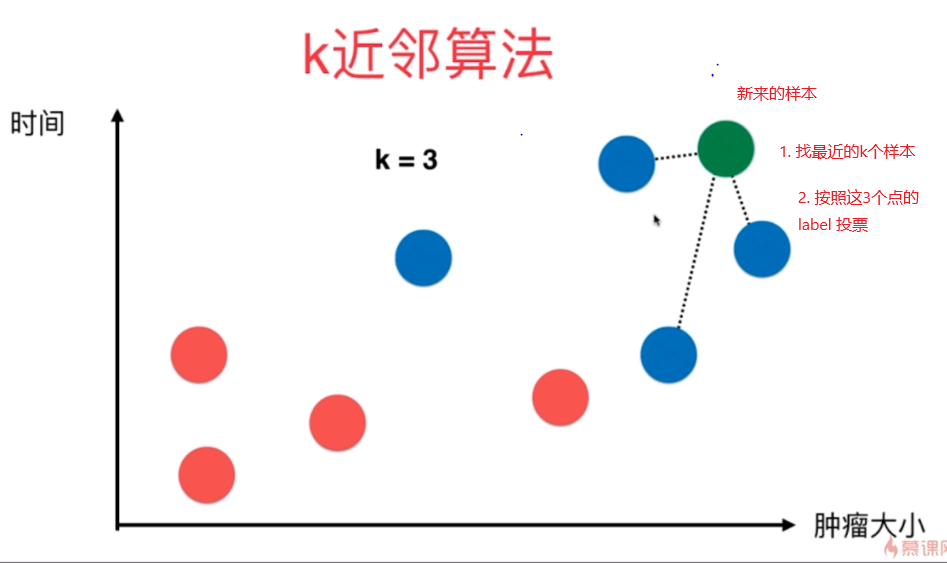 k近邻算法
时间
k = 3
新来的样本
1. 找最近的k个样本
2. 按照这3个点的
label 投票
肿瘤大小
慕课网